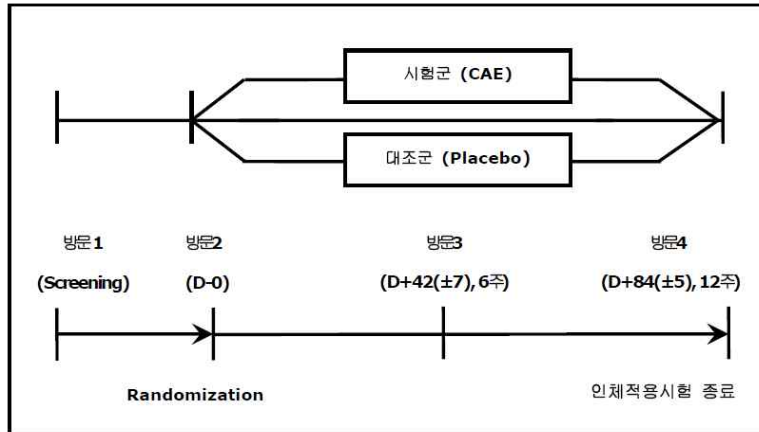 시험군 (CAE)
대조군 (Placebo)
방문1 방문2 방문3 방문4
(Screening) (D-0) (D+42(±7), 6주) (D+84(±5), 12주)
Randomization 인체적용시험 종료